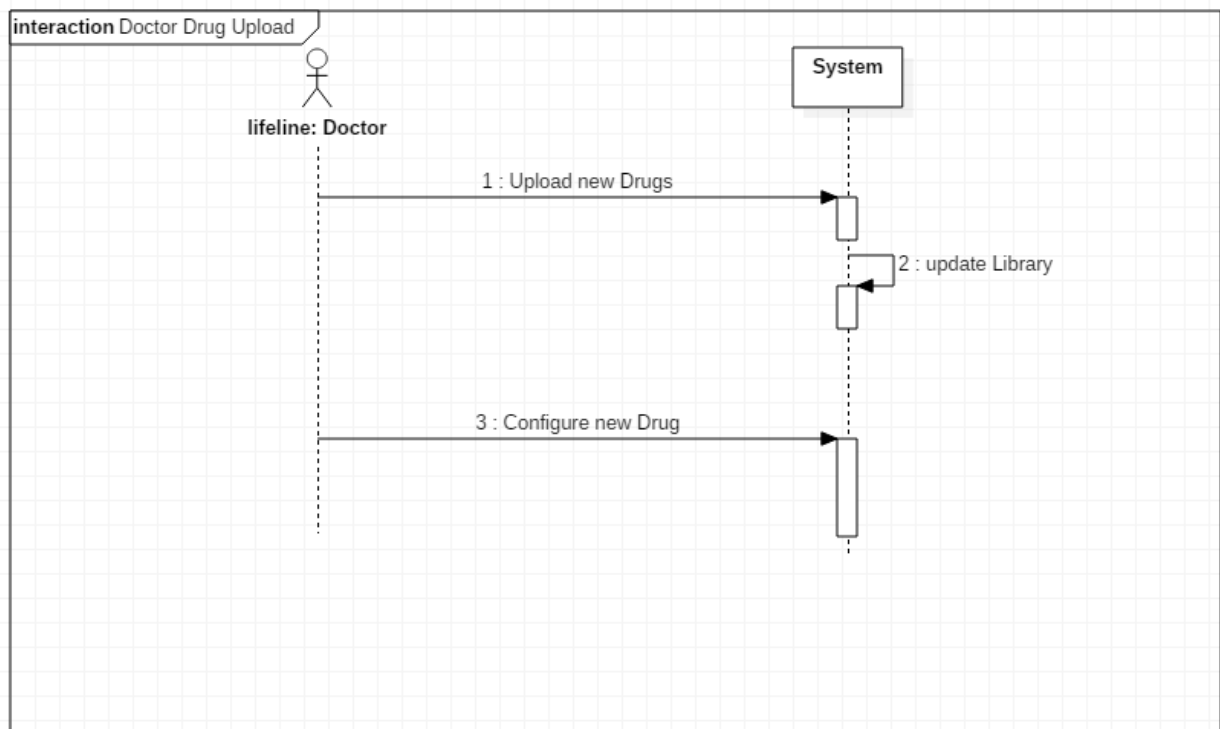 interaction Doctor Drug Upload
System
lifeline: Doctor
1 : Upload new Drugs
2 : update Library
3 : Configure new Drug